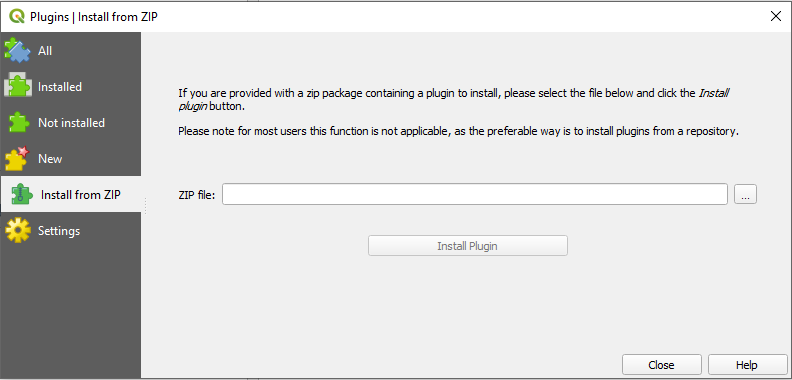 Plugins | Install from ZIP
All
Installed
Not installed
New
Install from ZIP
Settings
If you are provided with a zip package containing a plugin to install, please select the file below and click the Install
plugin button.
Please note for most users this function is not applicable, as the preferable way is to install plugins from a repository.
ZIP file:
...
Install Plugin
Close
Help